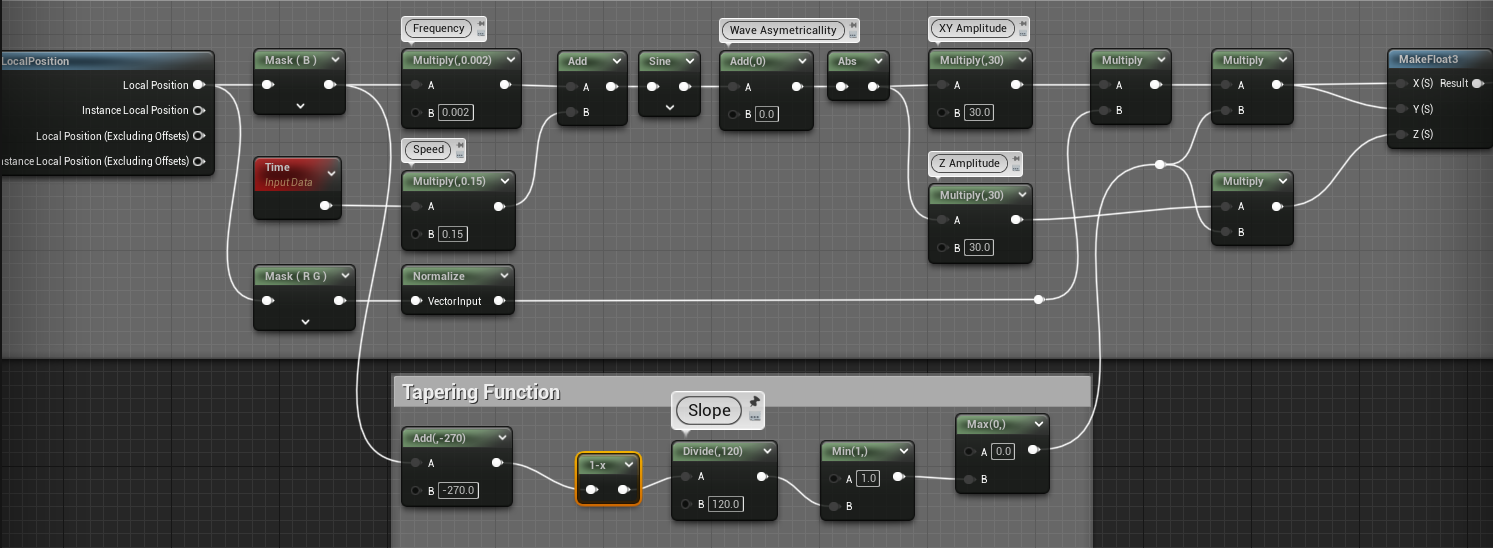 Frequency
Wave Asymetricallity
XY Amplitude
LocalPosition
Mask ( B )
Multiply(,0.002)
Add
Sine
Add(,0)
Abs
Multiply(,30)
Multiply
Multiply
MakeFloat3
Local Position
A
A
A
A
A
A
X (S) Result
Instance Local Position
B 0.002
B
B 0.0
B 30.0
B
B
Y (S)
Local Position (Excluding Offsets)
Z (S)
nstance Local Position (Excluding Offsets)
Speed
Z Amplitude
Time
Input Data
Multiply(,0.15)
Multiply(,30)
Multiply
A
A
A
B 0.15
B 30.0
B
Mask ( R G )
Normalize
VectorInput
Tapering Function
Slope
Add(,-270)
1-x
Divide(,120)
Min(1,)
Max(0,)
A
A
A 1.0
A 0.0
B -270.0
B 120.0
B
B